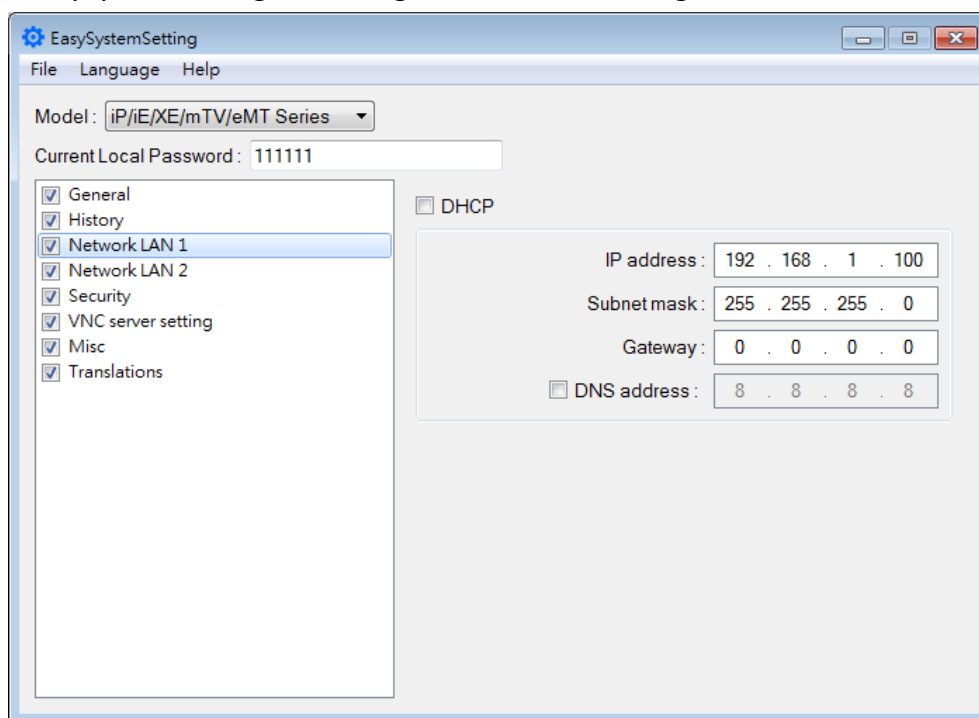 EasySystemSetting
File Language Help
Model : iP/iE/XE/mTV/eMT Series
Current Local Password : 111111
General
History
Network LAN 1
Network LAN 2
Security
VNC server setting
Misc
Translations
DHCP
IP address : 192 . 168 . 1 . 100
Subnet mask : 255 . 255 . 255 . 0
Gateway : 0 . 0 . 0 . 0
DNS address : 8 . 8 . 8 . 8